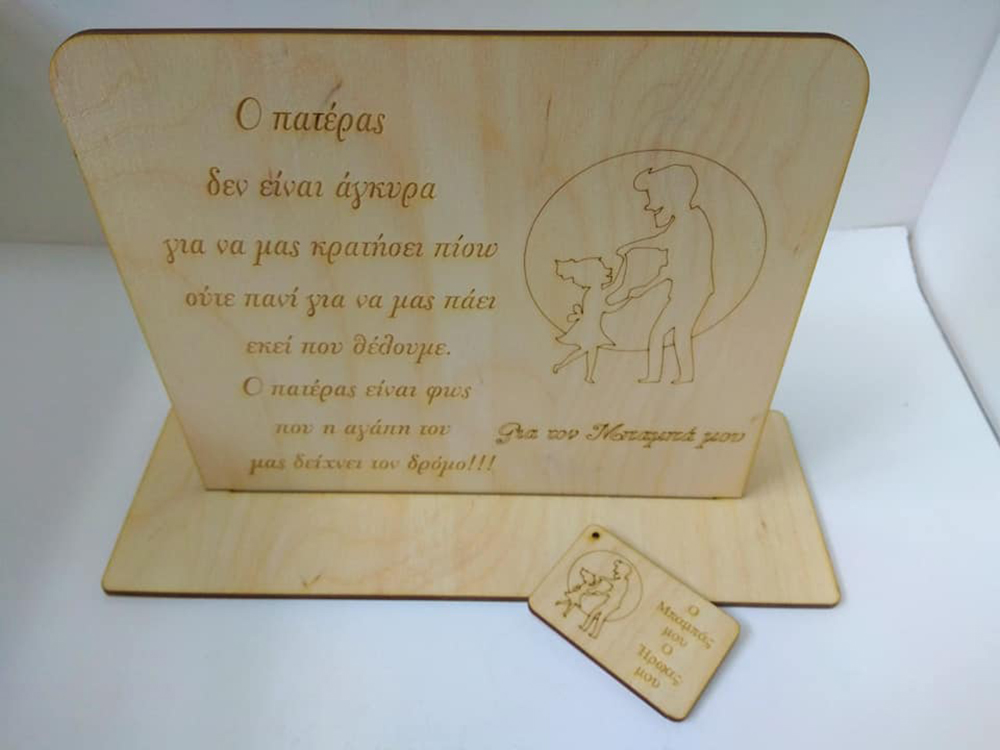 Ο πατέρας
δεν είναι άγκυρα
για να μας κρατήσει πίσω
ούτε πανί για να μας πάει
εκεί που θέλουμε.
Ο πατέρας είναι φως
που η αγάπη του
μας δείχνει τον δρόμο!!!
Για τον Μπαμπά μου
Ο
Μπαμπάς
μου
Ο
Ήρωας
μου